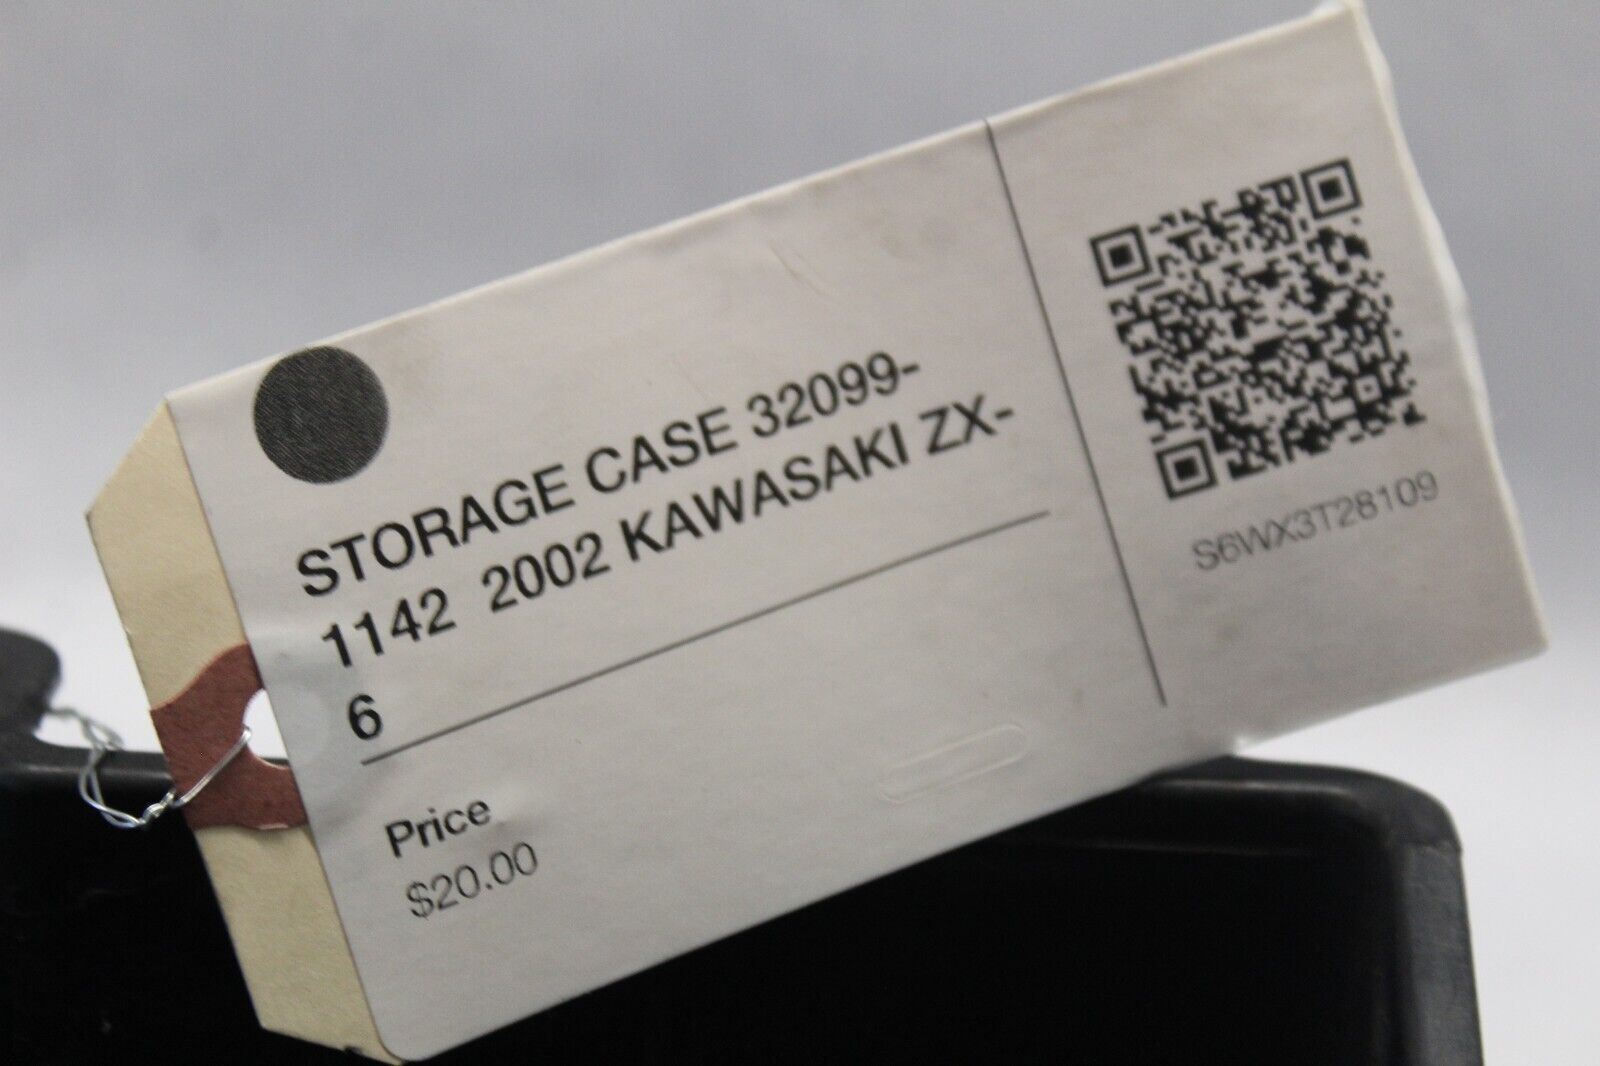 STORAGE CASE 32099-
1142 2002 KAWASAKI ZX-
6
Price
$20.00
S6WX3T28109